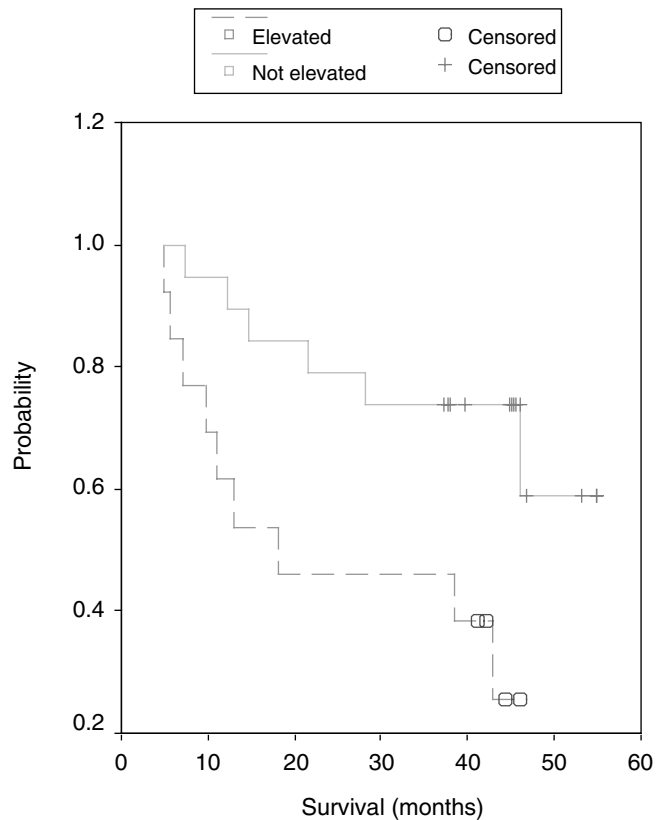 Elevated
Censored
Not elevated
Censored
1.2
1.0
0.8
0.6
0.4
0.2
Probability
0 10 20 30 40 50 60
Survival (months)